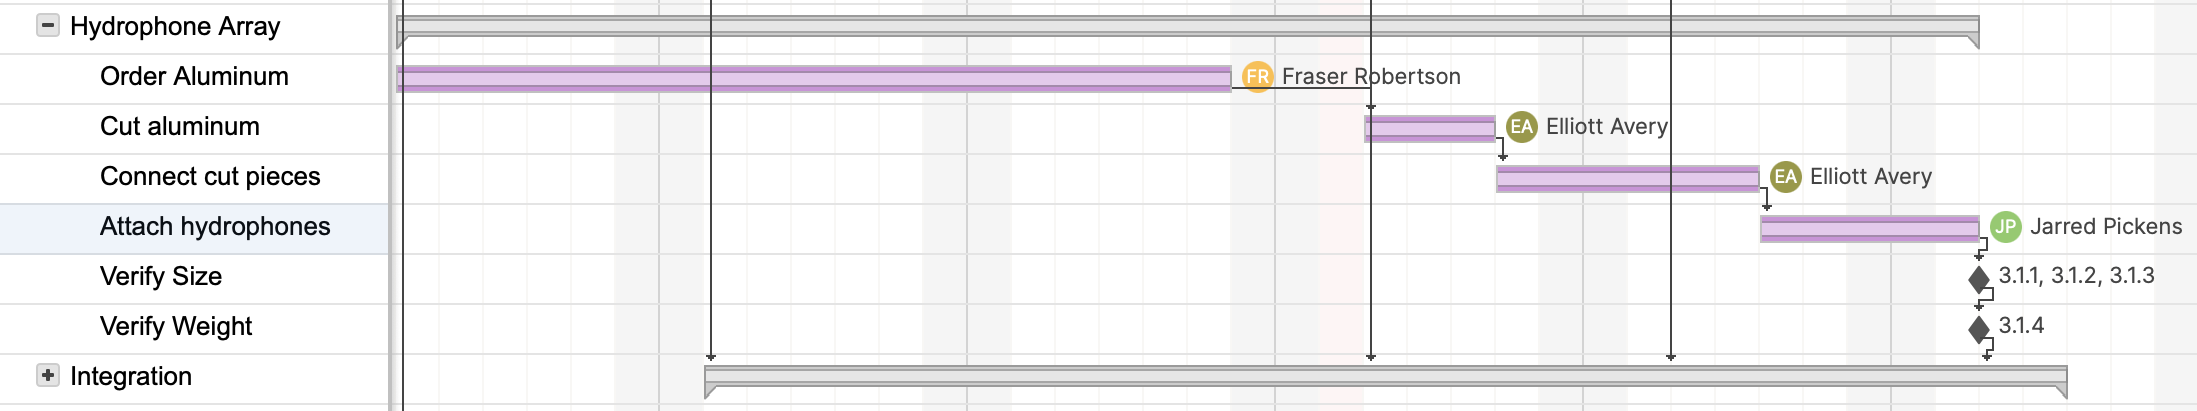 Hydrophone Array
Order Aluminum
FR Fraser Robertson
Cut aluminum
EA Elliott Avery
Connect cut pieces
EA Elliott Avery
Attach hydrophones
JP Jarred Pickens
Verify Size
3.1.1, 3.1.2, 3.1.3
Verify Weight
3.1.4
Integration